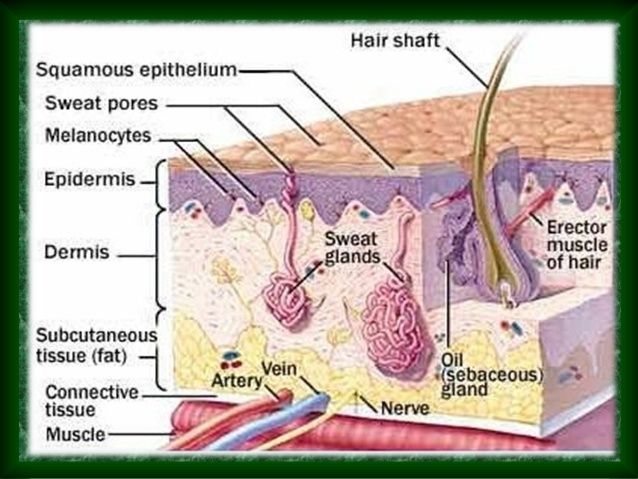 Hair shaft
Squamous epithelium
Sweat pores
Melanocytes
Epidermis
Dermis
Sweat
glands
Erector
muscle
of hair
Subcutaneous
tissue (fat)
Oil
(sebaceous)
gland
Vein
Artery
Connective
tissue
Nerve
Muscle